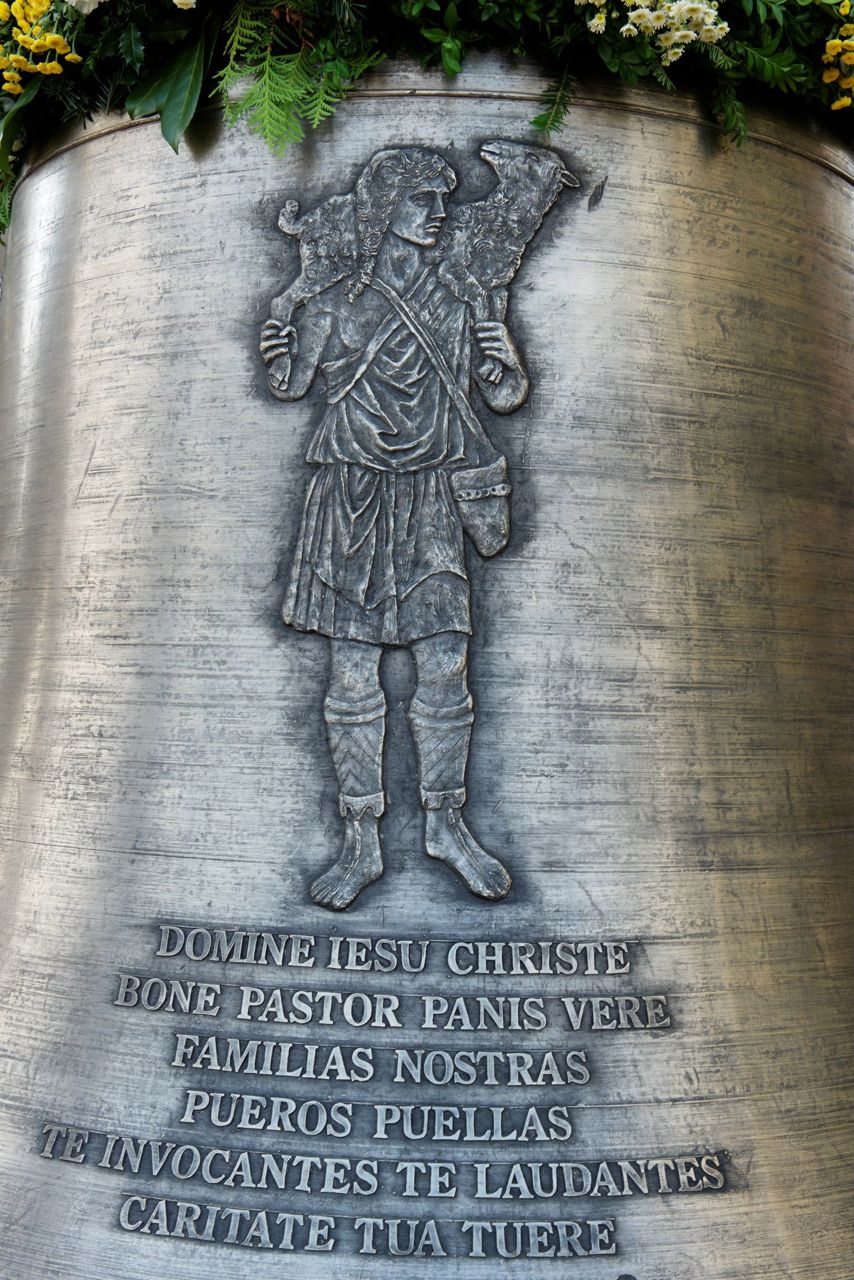 DOMINE IESU CHRISTE
BONE PASTOR PANIS VERE
FAMILIAS NOSTRAS
PUEROS PUELLAS
TE INVOCANTES TE LAUDANTES
CARITATE TUA TUERE